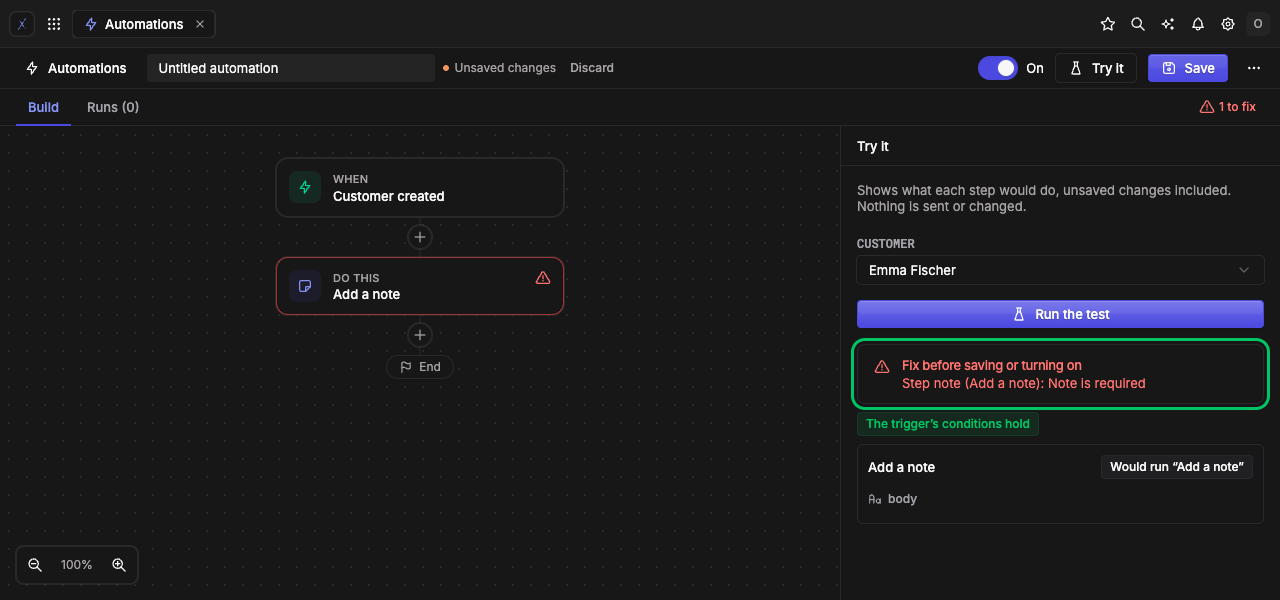 Automations
O
Automations
Untitled automation
Unsaved changes
Discard
On
Try it
Save
Build
Runs (0)
1 to fix
WHEN
Customer created
DO THIS
Add a note
End
100%
Try it
Shows what each step would do, unsaved changes included.
Nothing is sent or changed.
CUSTOMER
Emma Fischer
Run the test
Fix before saving or turning on
Step note (Add a note): Note is required
The trigger's conditions hold
Add a note
Would run “Add a note”
Aa body